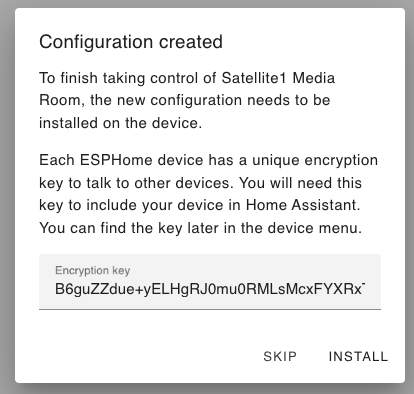 Configuration created
To finish taking control of Satellite1 Media
Room, the new configuration needs to be
installed on the device.
Each ESPHome device has a unique encryption
key to talk to other devices. You will need this
key to include your device in Home Assistant.
You can find the key later in the device menu.
Encryption key
B6guZZdue+yELHgRJ0mu0RMLsMcxFYXRx
SKIP INSTALL